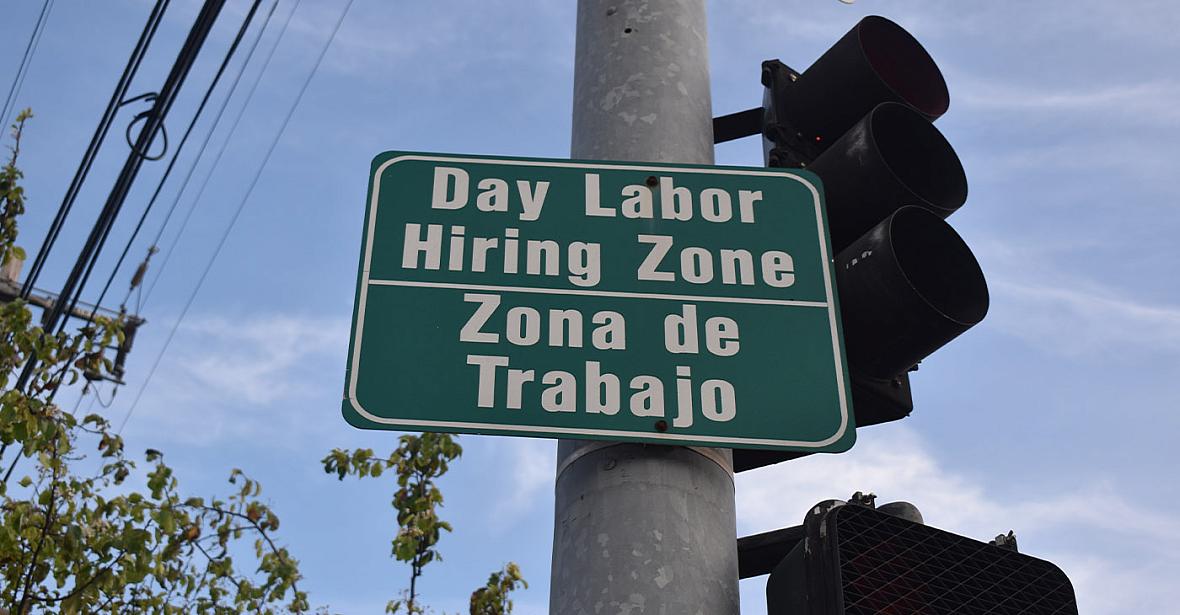 Day Labor
Hiring Zone
Zona de
Trabajo